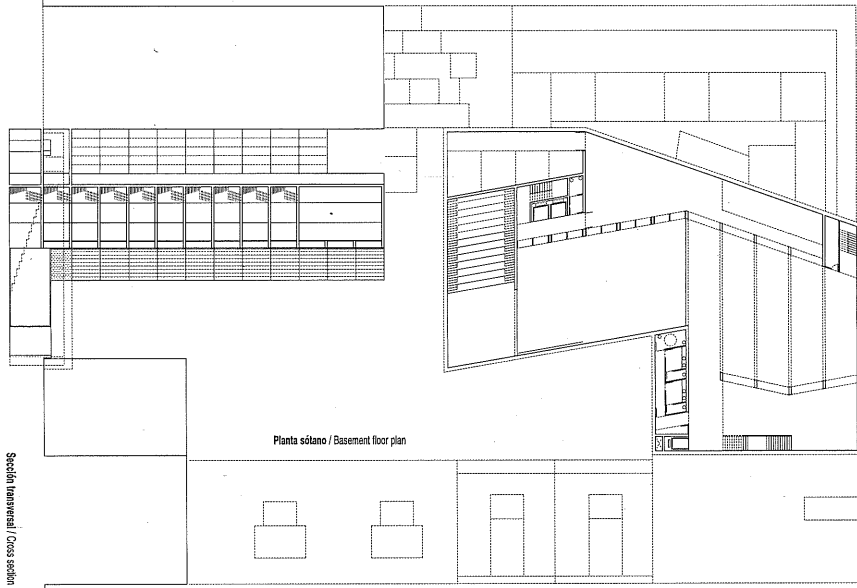 Planta sótano / Basement floor plan
Sección transversal / Cross section